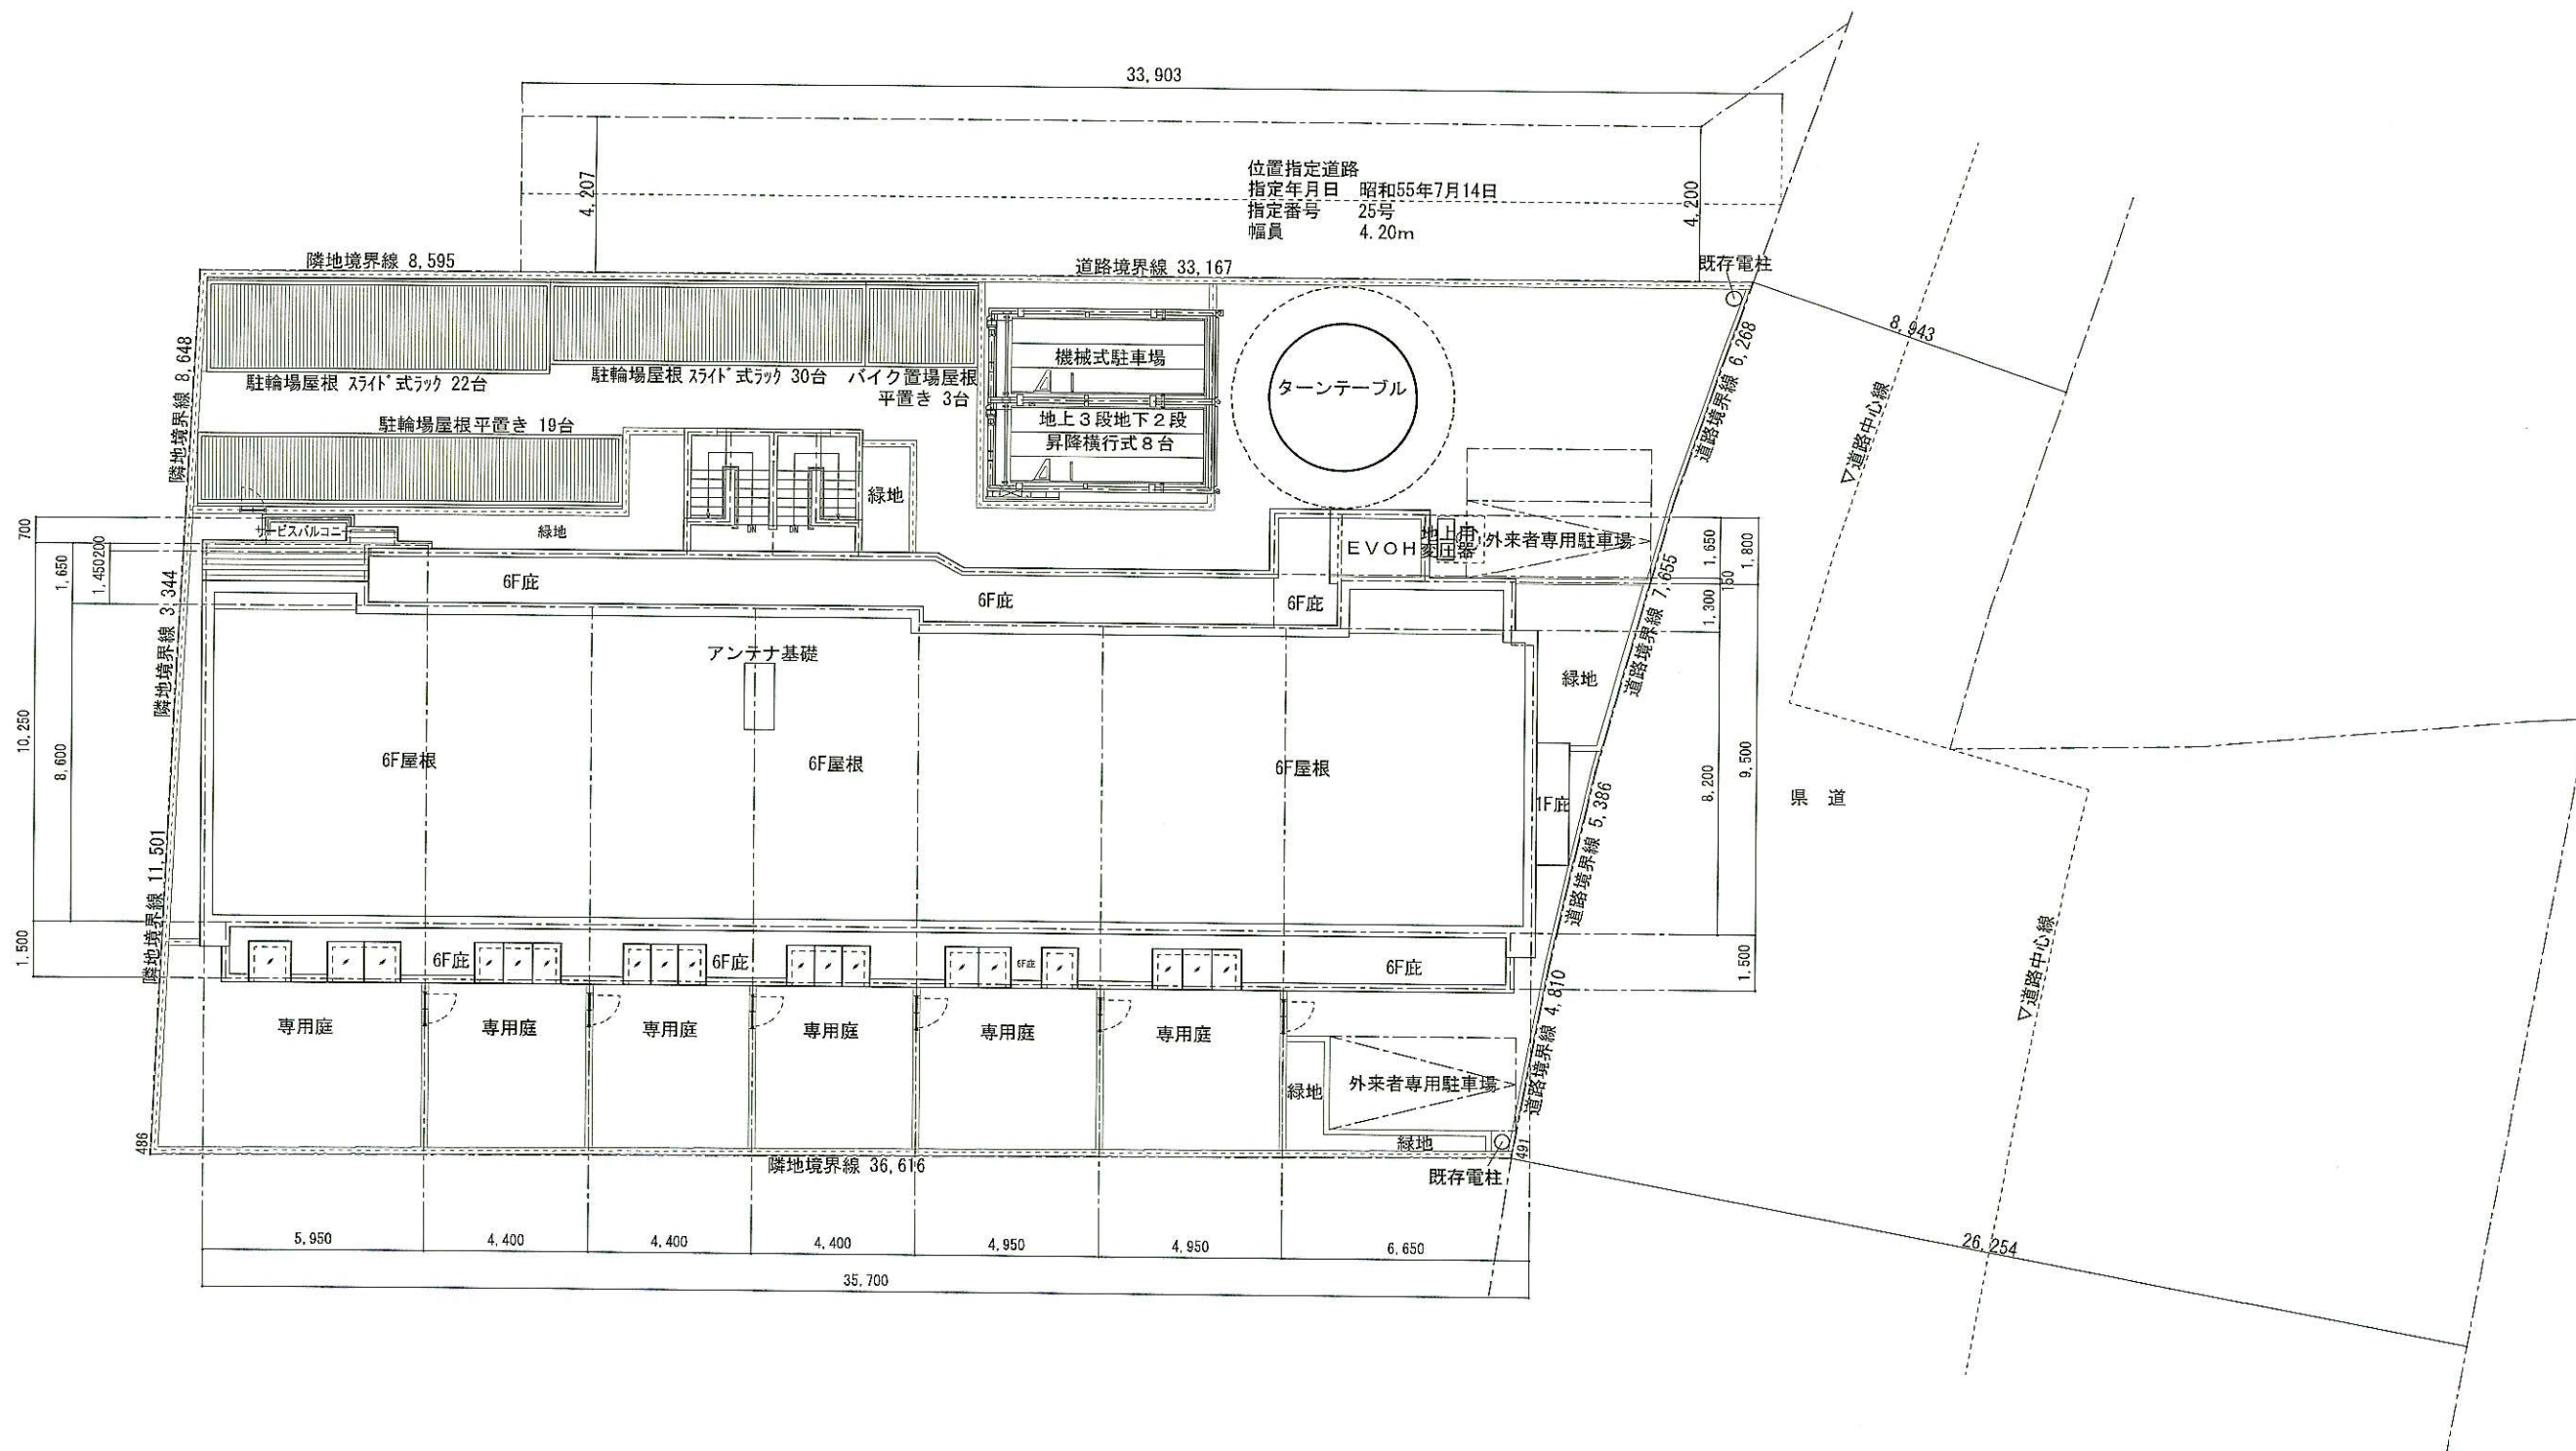 33,903
4,207
位置指定道路
指定年月日 昭和55年7月14日
指定番号 25号
幅員 4.20m
4,200
隣地境界線 8,595
道路境界線 33,167
既存電柱
8,943
▽道路中心線
隣地境界線 8,648
駐輪場屋根 スライド式ラック 22台
駐輪場屋根 スライド式ラック 30台
バイク置場屋根
平置き 3台
機械式駐車場
地上3段地下2段
昇降横行式8台
ターンテーブル
道路境界線 6,268
駐輪場屋根平置き 19台
緑地
DN
DN
緑地
EVOH
地上用
変圧器
外来者専用駐車場
700
1,650
1,450
200
10,250
8,600
1,500
隣地境界線 3,344
隣地境界線 11,501
486
6F庇
6F庇
6F庇
アンテナ基礎
6F屋根
6F屋根
6F屋根
緑地
1F庇
道路境界線 7,655
道路境界線 5,386
道路境界線 4,810
1,650
1,800
150
1,300
8,200
9,500
1,500
県 道
▽道路中心線
6F庇
6F庇
6F庇
6F庇
専用庭
専用庭
専用庭
専用庭
専用庭
専用庭
緑地
外来者専用駐車場
緑地
491
既存電柱
隣地境界線 36,616
5,950
4,400
4,400
4,400
4,950
4,950
6,650
35,700
26,254